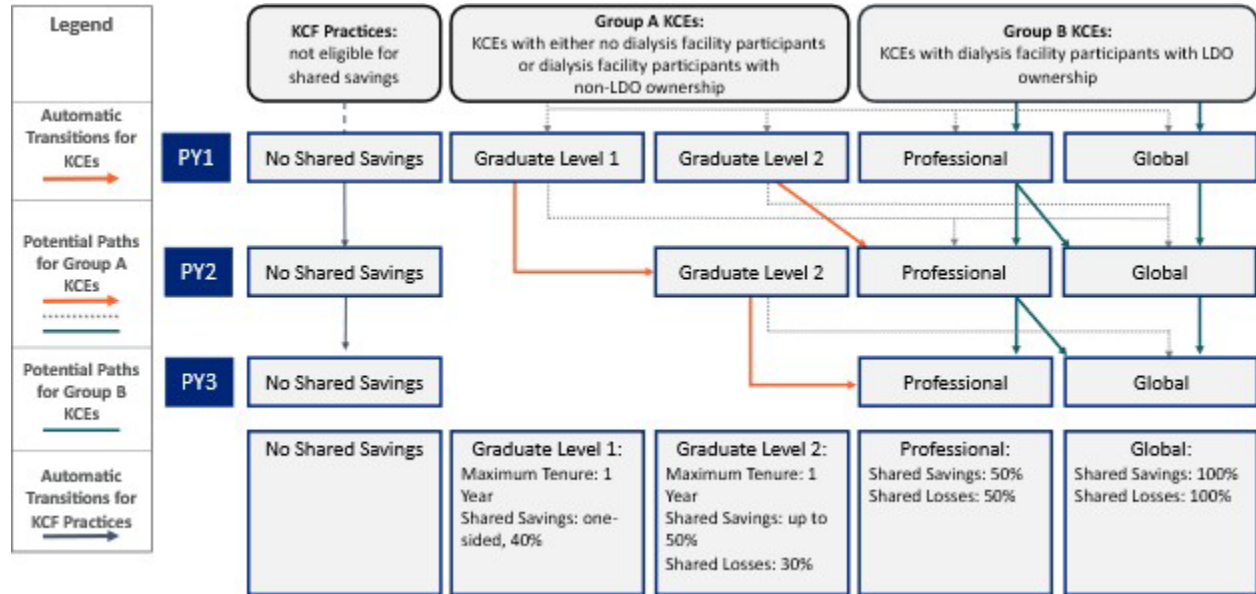 Legend
Automatic
Transitions for
KCEs
Potential Paths
for Group A
KCEs
Potential Paths
for Group B
KCEs
Automatic
Transitions for
KCF Practices
KCF Practices:
not eligible for
shared savings
Group A KCEs:
KCEs with either no dialysis facility participants
or dialysis facility participants with
non-LDO ownership
Group B KCEs:
KCEs with dialysis facility participants with LDO
ownership
PY1
No Shared Savings
Graduate Level 1
Graduate Level 2
Professional
Global
PY2
No Shared Savings
Graduate Level 2
Professional
Global
PY3
No Shared Savings
Professional
Global
No Shared Savings
Graduate Level 1:
Maximum Tenure: 1
Year
Shared Savings: one-
sided, 40%
Graduate Level 2:
Maximum Tenure: 1
Year
Shared Savings: up to
50%
Shared Losses: 30%
Professional:
Shared Savings: 50%
Shared Losses: 50%
Global:
Shared Savings: 100%
Shared Losses: 100%